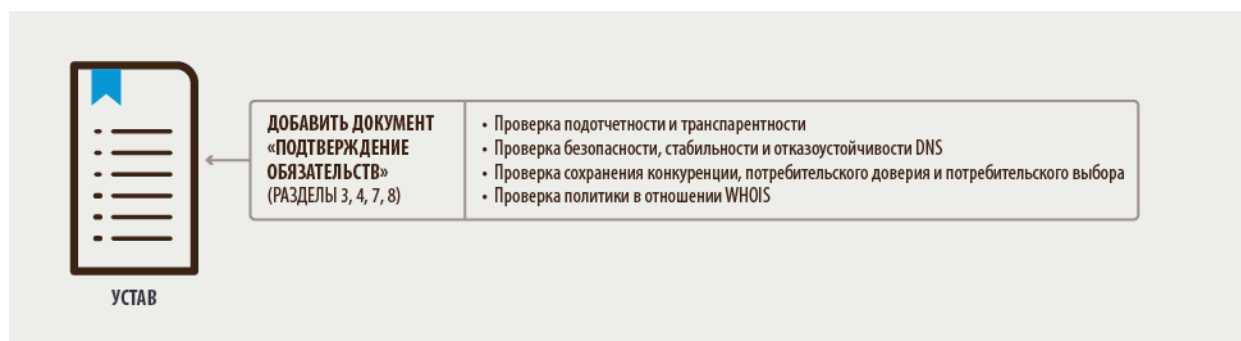 ДОБАВИТЬ ДОКУМЕНТ
«ПОДТВЕРЖДЕНИЕ
ОБЯЗАТЕЛЬСТВ»
(РАЗДЕЛЫ 3, 4, 7, 8)
• Проверка подотчетности и транспарентности
• Проверка безопасности, стабильности и отказоустойчивости DNS
• Проверка сохранения конкуренции, потребительского доверия и потребительского выбора
• Проверка политики в отношении WHOIS
УСТАВ